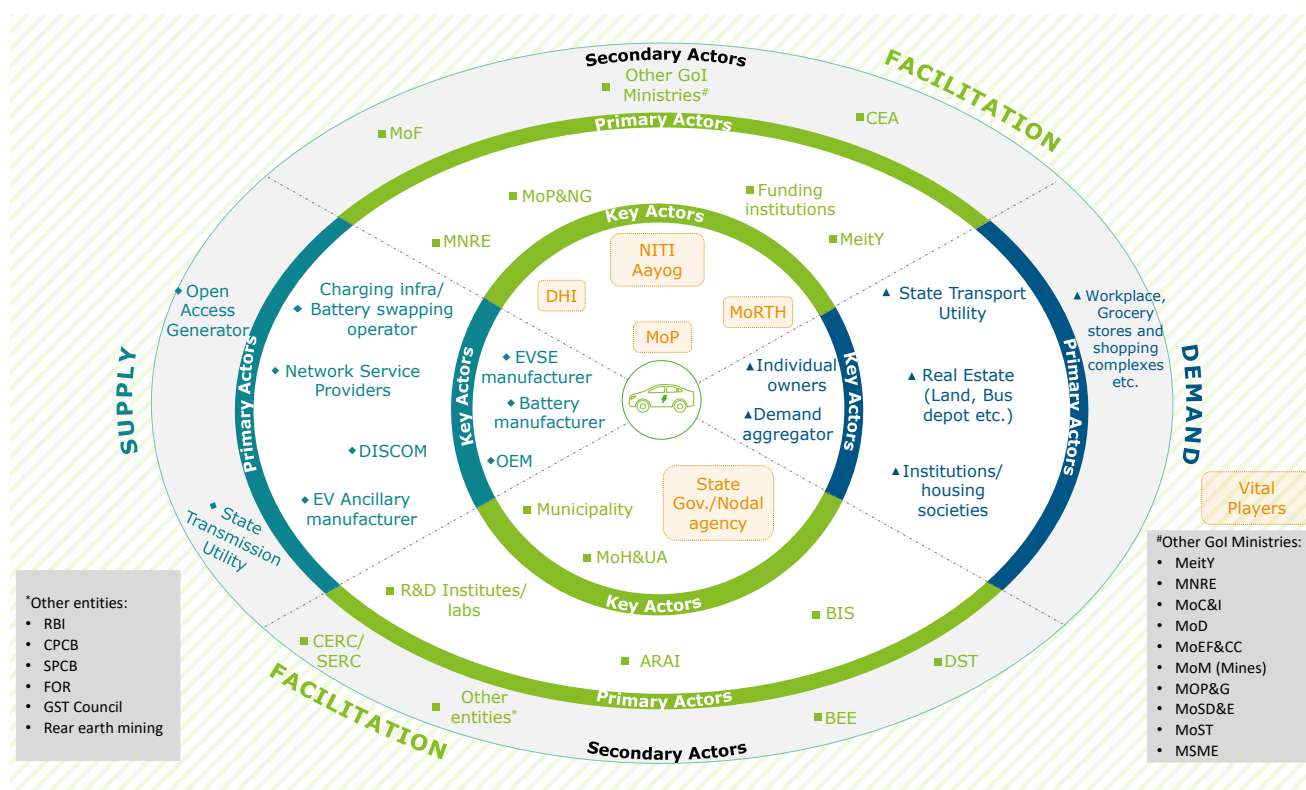 Secondary Actors
FACILITATION
■ Other GoI
Ministries#
■ MoF
■ CEA
Primary Actors
■ MoP&NG
■ Funding
institutions
■ MNRE
■ MeitY
Key Actors
NITI
Aayog
DHI
MoRTH
MoP
SUPPLY
◆ Open
Access
Generator
◆ State
Transmission
Utility
Primary Actors
Charging infra/
◆ Battery swapping
operator
◆ Network Service
Providers
◆ DISCOM
◆ EV Ancillary
manufacturer
Key Actors
◆ EVSE
manufacturer
◆ Battery
manufacturer
◆ OEM
▲ Individual
owners
▲ Demand
aggregator
Key Actors
▲ State Transport
Utility
▲ Real Estate
(Land, Bus
depot etc.)
▲ Institutions/
housing
societies
Primary Actors
▲ Workplace,
Grocery
stores and
shopping
complexes
etc.
DEMAND
State
Gov./Nodal
agency
■ Municipality
■ MoH&UA
Key Actors
■ R&D Institutes/
labs
■ BIS
■ ARAI
Primary Actors
■ CERC/
SERC
■ DST
■ Other
entities*
■ BEE
Secondary Actors
FACILITATION
Vital
Players
*Other entities:
• RBI
• CPCB
• SPCB
• FOR
• GST Council
• Rear earth mining
#Other GoI Ministries:
• MeitY
• MNRE
• MoC&I
• MoD
• MoEF&CC
• MoM (Mines)
• MOP&G
• MoSD&E
• MoST
• MSME